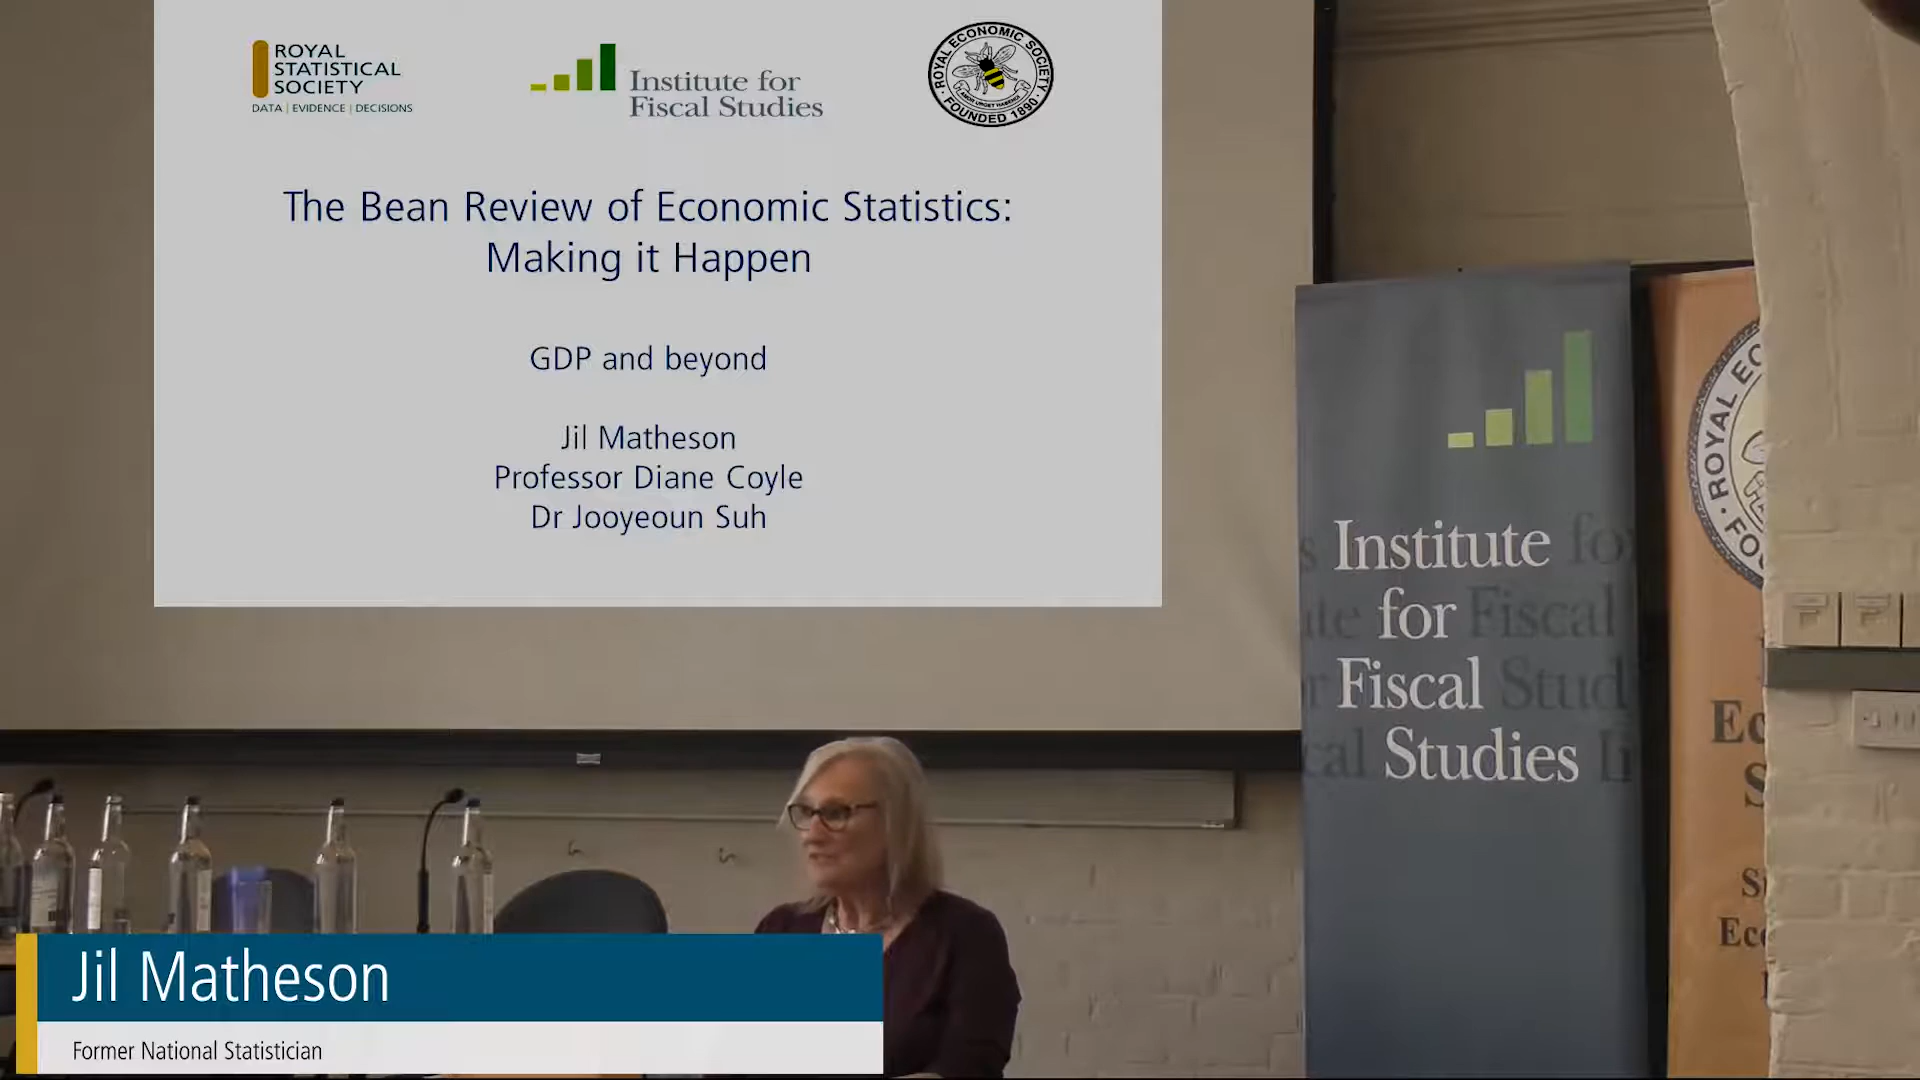 ROYAL
STATISTICAL
SOCIETY
DATA | EVIDENCE | DECISIONS
Institute for
Fiscal Studies
ROYAL ECONOMIC SOCIETY
FOUNDED 1890
The Bean Review of Economic Statistics:
Making it Happen
GDP and beyond
Jil Matheson
Professor Diane Coyle
Dr Jooyeoun Suh
Institute
for
Fiscal
Studies
ROYAL EC
Jil Matheson
Former National Statistician